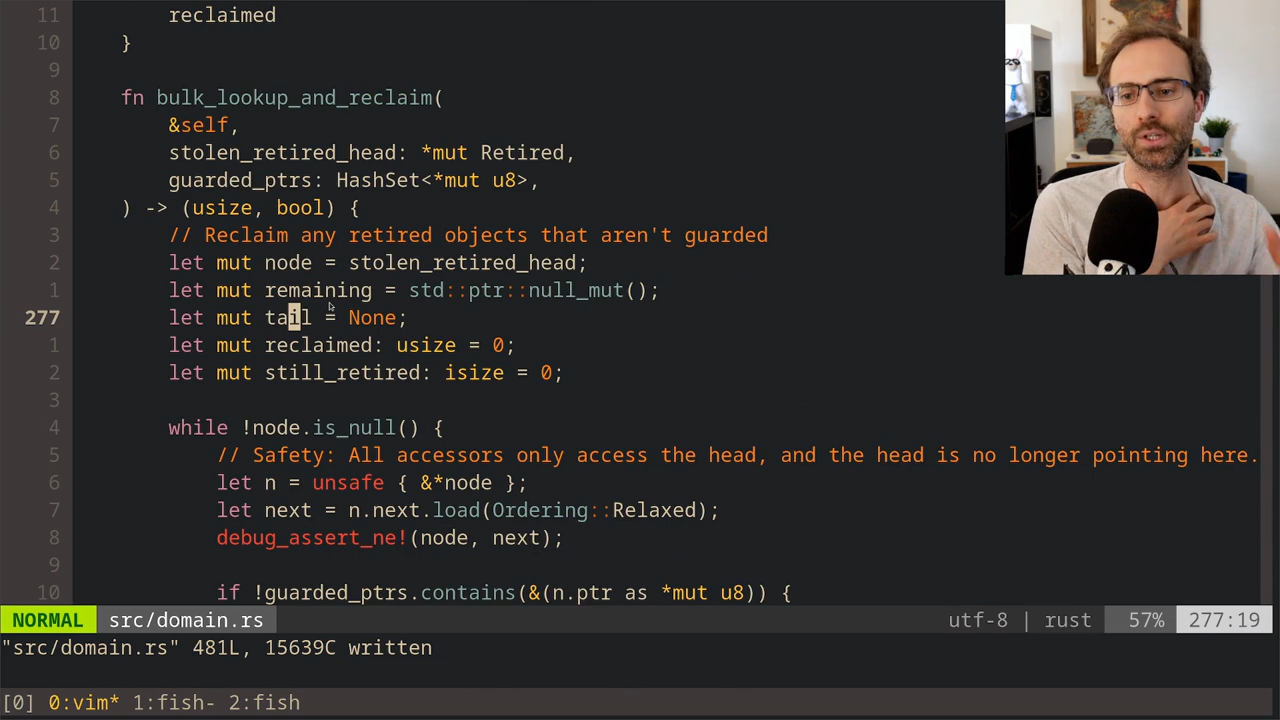 11 reclaimed
10 }
9
8 fn bulk_lookup_and_reclaim(
7 &self,
6 stolen_retired_head: *mut Retired,
5 guarded_ptrs: HashSet<*mut u8>,
4 ) -> (usize, bool) {
3 // Reclaim any retired objects that aren't guarded
2 let mut node = stolen_retired_head;
1 let mut remaining = std::ptr::null_mut();
277 let mut tail = None;
1 let mut reclaimed: usize = 0;
2 let mut still_retired: isize = 0;
3
4 while !node.is_null() {
5 // Safety: All accessors only access the head, and the head is no longer pointing here.
6 let n = unsafe { &*node };
7 let next = n.next.load(Ordering::Relaxed);
8 debug_assert_ne!(node, next);
9
10 if !guarded_ptrs.contains(&(n.ptr as *mut u8)) {
NORMAL src/domain.rs utf-8 | rust 57% 277:19
"src/domain.rs" 481L, 15639C written
[0] 0:vim* 1:fish- 2:fish